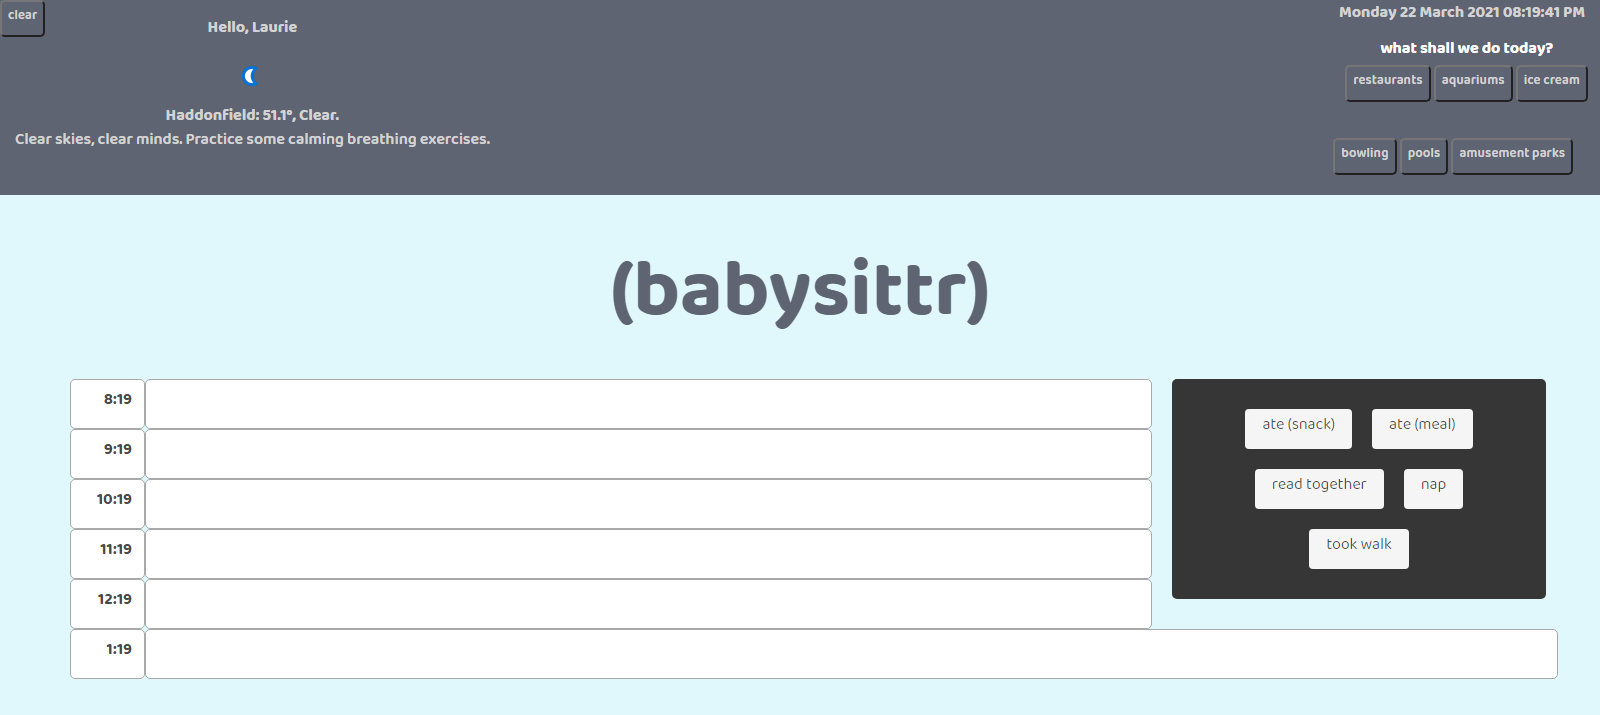 clear
Hello, Laurie
Haddonfield: 51.1°, Clear.
Clear skies, clear minds. Practice some calming breathing exercises.
Monday 22 March 2021 08:19:41 PM
what shall we do today?
restaurants aquariums ice cream
bowling pools amusement parks
(babysittr)
8:19
9:19
10:19
11:19
12:19
1:19
ate (snack) ate (meal)
read together nap
took walk